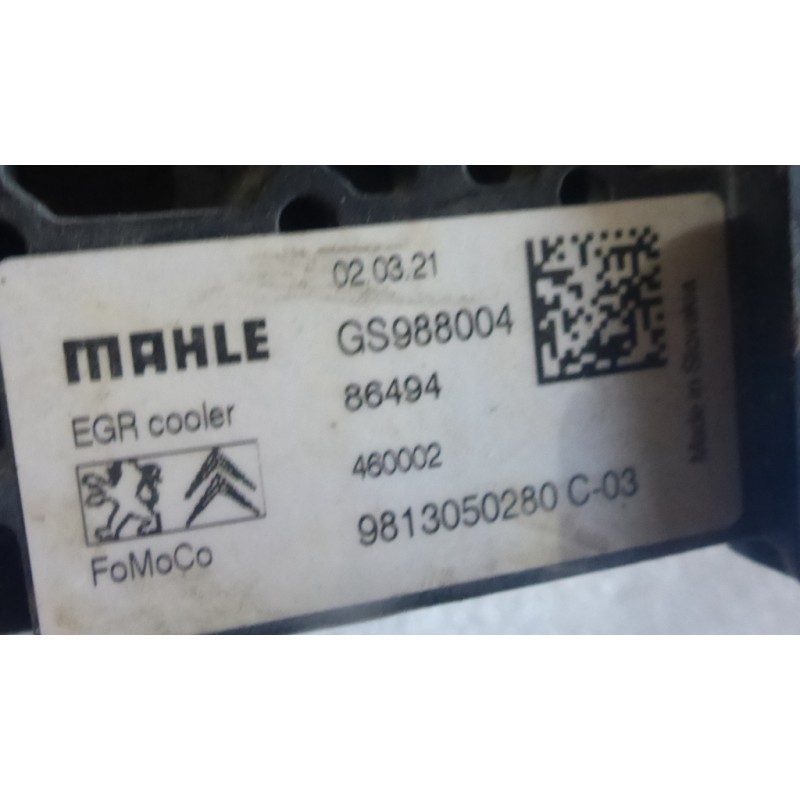 02.03.21
MAHLE
GS988004
EGR cooler
86494
460002
9813050280 C-03
FoMoCo
Made in Slovakia